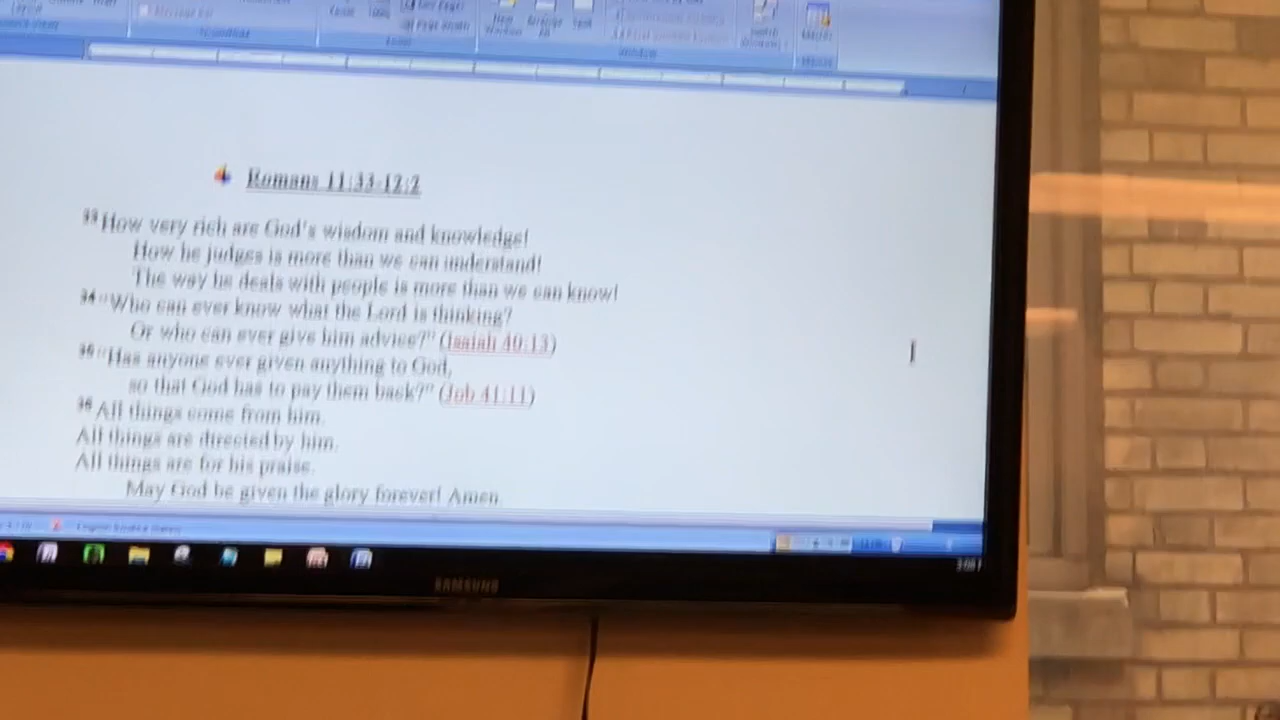 Romans 11:33-12:2
33 How very rich are God's wisdom and knowledge!
How he judges is more than we can understand!
The way he deals with people is more than we can know!
34 "Who can ever know what the Lord is thinking?
Or who can ever give him advice?" (Isaiah 40:13)
35 "Has anyone ever given anything to God,
so that God has to pay them back?" (Job 41:11)
36 All things come from him.
All things are directed by him.
All things are for his praise.
May God be given the glory forever! Amen
SAMSUNG